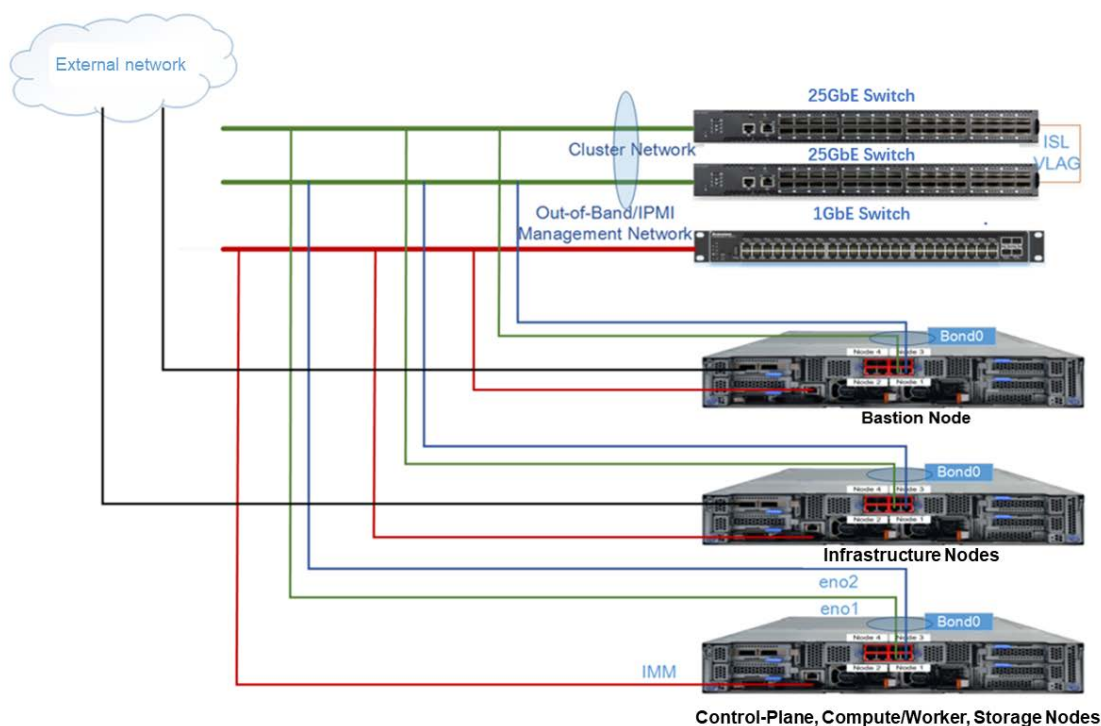 External network
25GbE Switch
Cluster Network
25GbE Switch
ISL
VLAG
Out-of-Band/IPMI
Management Network
1GbE Switch
Bond0
Node 4
Node 3
Node 2
Node 1
Bastion Node
Bond0
Node 4
Node 3
Node 2
Node 1
Infrastructure Nodes
eno2
eno1
Bond0
Node 4
Node 3
Node 2
Node 1
IMM
Control-Plane, Compute/Worker, Storage Nodes